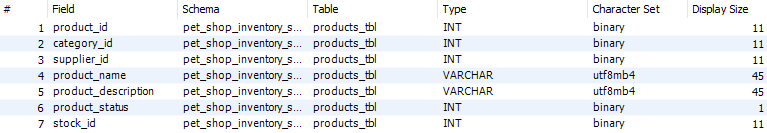 # Field Schema Table Type Character Set Display Size
1 product_id pet_shop_inventory_s... products_tbl INT binary 11
2 category_id pet_shop_inventory_s... products_tbl INT binary 11
3 supplier_id pet_shop_inventory_s... products_tbl INT binary 11
4 product_name pet_shop_inventory_s... products_tbl VARCHAR utf8mb4 45
5 product_description pet_shop_inventory_s... products_tbl VARCHAR utf8mb4 45
6 product_status pet_shop_inventory_s... products_tbl INT binary 1
7 stock_id pet_shop_inventory_s... products_tbl INT binary 11